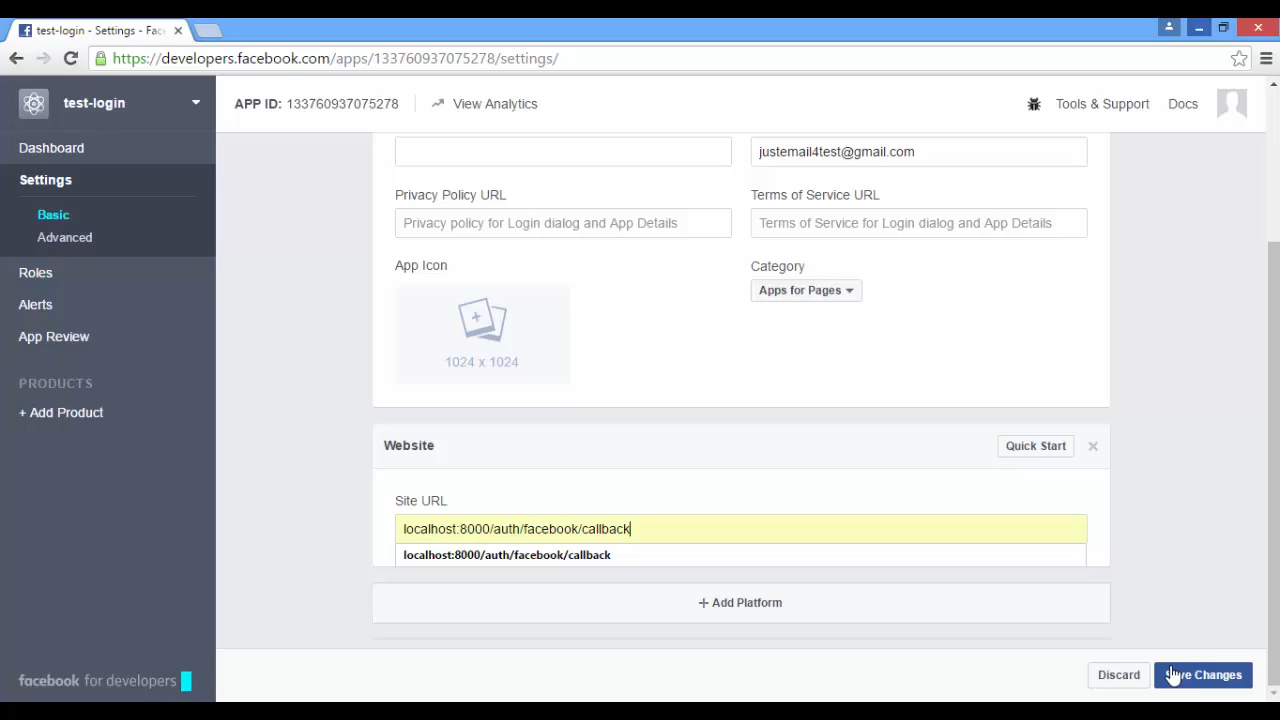 test-login - Settings - Fac
https://developers.facebook.com/apps/133760937075278/settings/
test-login
APP ID: 133760937075278
View Analytics
Tools & Support
Docs
Dashboard
Settings
Basic
Advanced
Roles
Alerts
App Review
PRODUCTS
+ Add Product
facebook for developers
justemail4test@gmail.com
Privacy Policy URL
Terms of Service URL
Privacy policy for Login dialog and App Details
Terms of Service for Login dialog and App Details
App Icon
Category
Apps for Pages
1024 x 1024
Website
Quick Start
Site URL
localhost:8000/auth/facebook/callback
localhost:8000/auth/facebook/callback
+ Add Platform
Discard
Changes